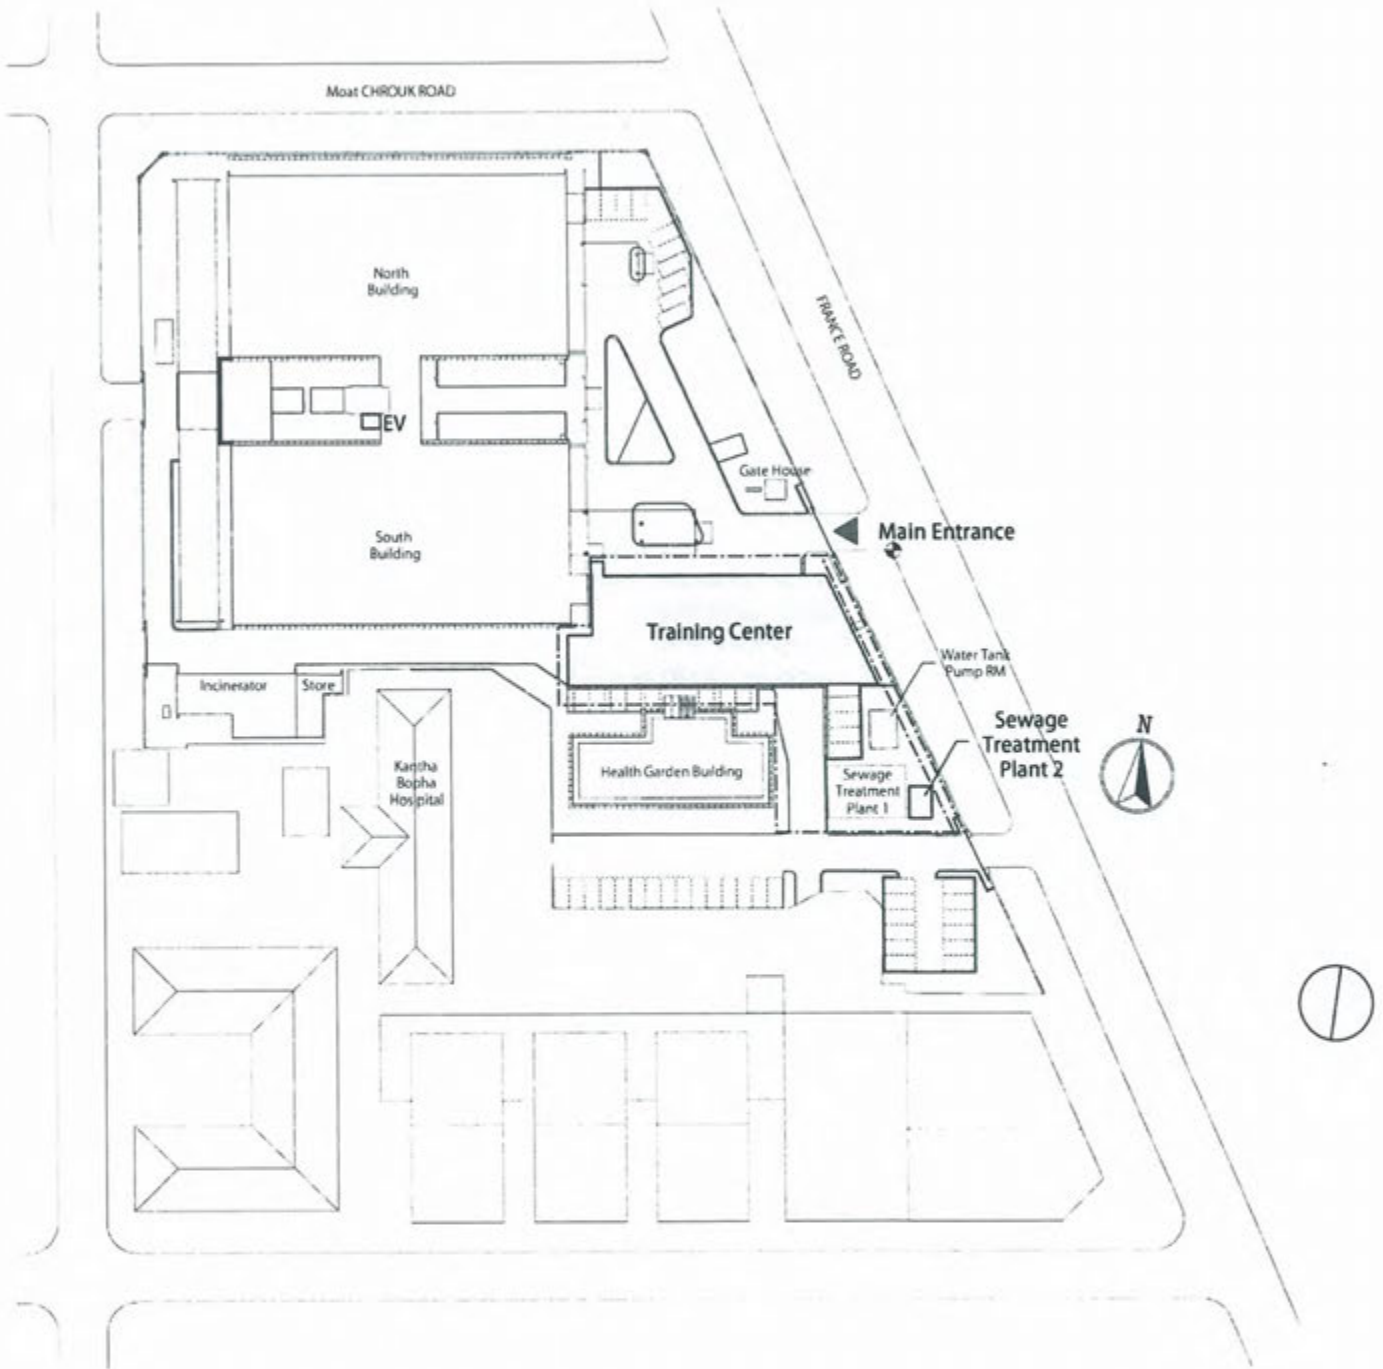 Moat CHROUK ROAD
North
Building
FRANCE ROAD
EV
Gate House
Main Entrance
South
Building
Training Center
Water Tank
Pump RM
Incinerator
Store
Sewage
Treatment
Plant 2
N
Kantha
Bopha
Hospital
Health Garden Building
Sewage
Treatment
Plant 1